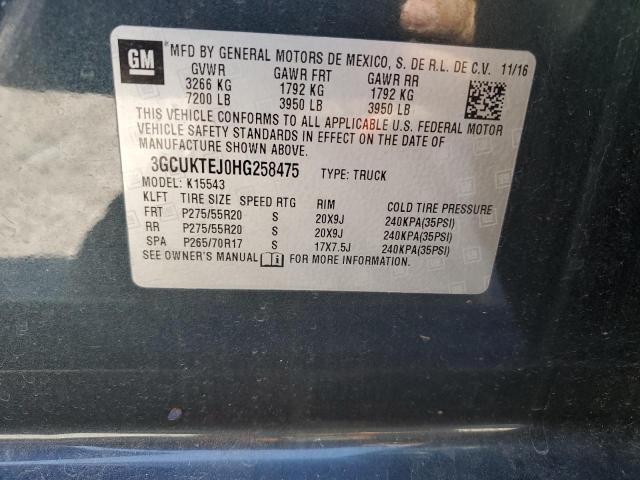 GM
MFD BY GENERAL MOTORS DE MEXICO, S. DE R.L. DE C.V. 11/16
GVWR GAWR FRT GAWR RR
3266 KG 1792 KG 1792 KG
7200 LB 3950 LB 3950 LB
THIS VEHICLE CONFORMS TO ALL APPLICABLE U.S. FEDERAL MOTOR
VEHICLE SAFETY STANDARDS IN EFFECT ON THE DATE OF
MANUFACTURE SHOWN ABOVE.
3GCUKTEJ0HG258475 TYPE: TRUCK
MODEL: K15543
KLFT TIRE SIZE SPEED RTG RIM COLD TIRE PRESSURE
FRT P275/55R20 S 20X9J 240KPA(35PSI)
RR P275/55R20 S 20X9J 240KPA(35PSI)
SPA P265/70R17 S 17X7.5J 240KPA(35PSI)
SEE OWNER'S MANUAL FOR MORE INFORMATION.